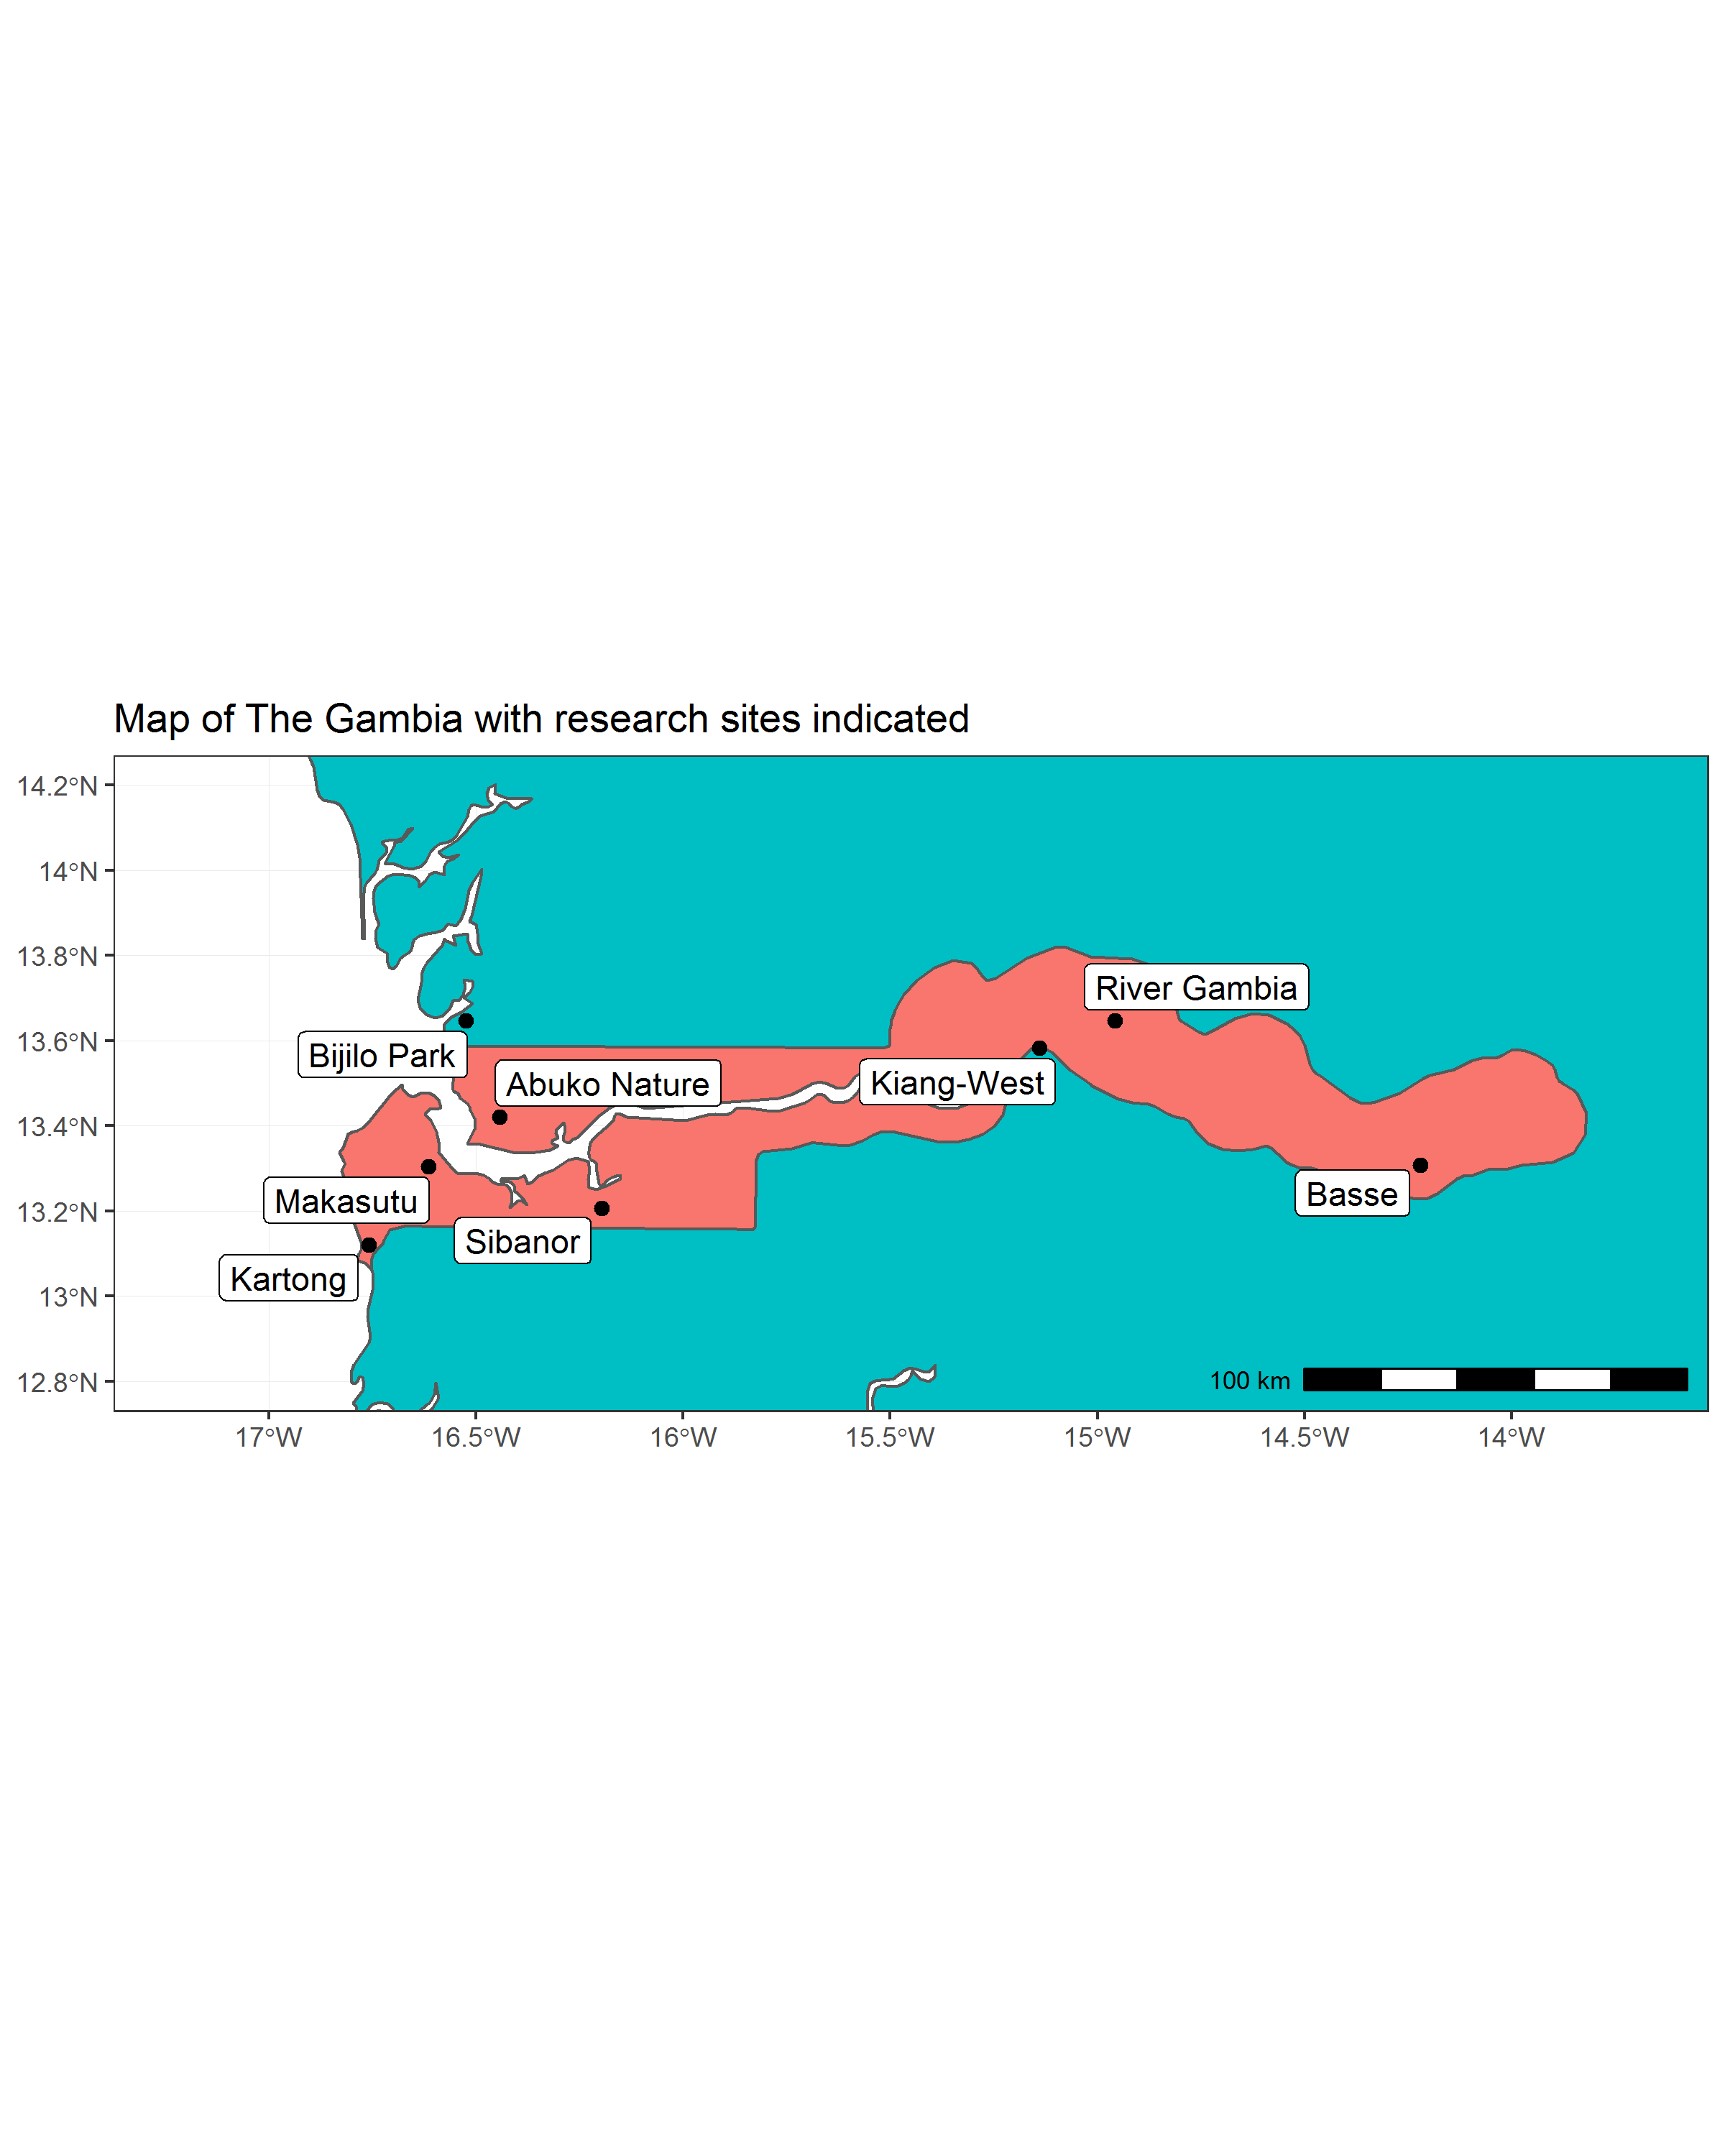 Map of The Gambia with research sites indicated
14.2°N
14°N
13.8°N
13.6°N
13.4°N
13.2°N
13°N
12.8°N
River Gambia
Bijilo Park
Abuko Nature
Kiang-West
Makasutu
Basse
Sibanor
Kartong
100 km
17°W
16.5°W
16°W
15.5°W
15°W
14.5°W
14°W